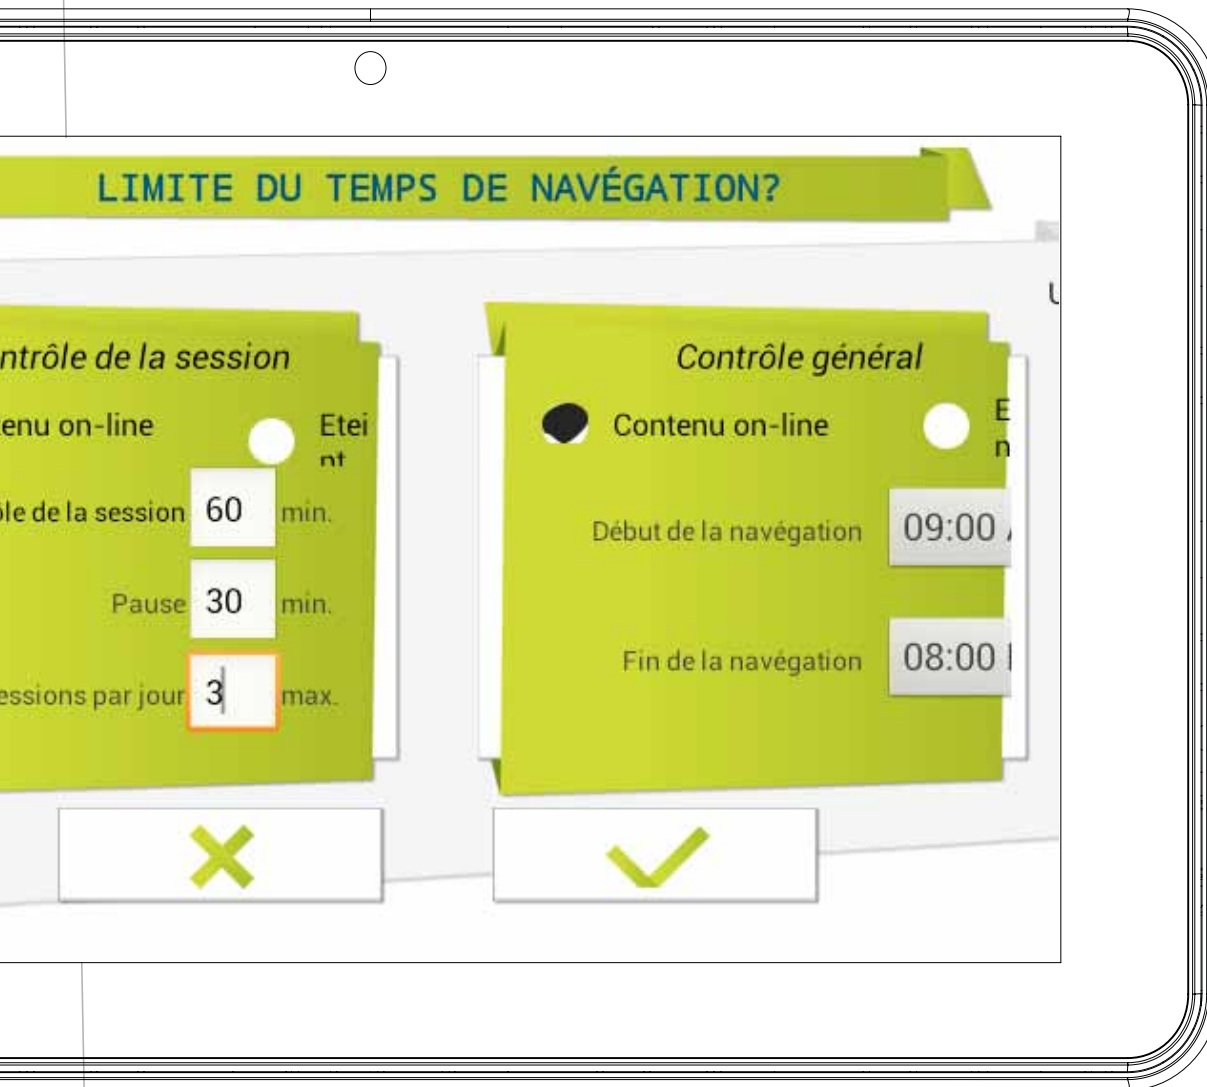 LIMITE DU TEMPS DE NAVÉGATION?
ntrôle de la session
enu on-line
Etei
nt
ôle de la session 60 min.
Pause 30 min.
essions par jour 3 max.
Contrôle général
Contenu on-line
E
n
Début de la navégation 09:00
Fin de la navégation 08:00